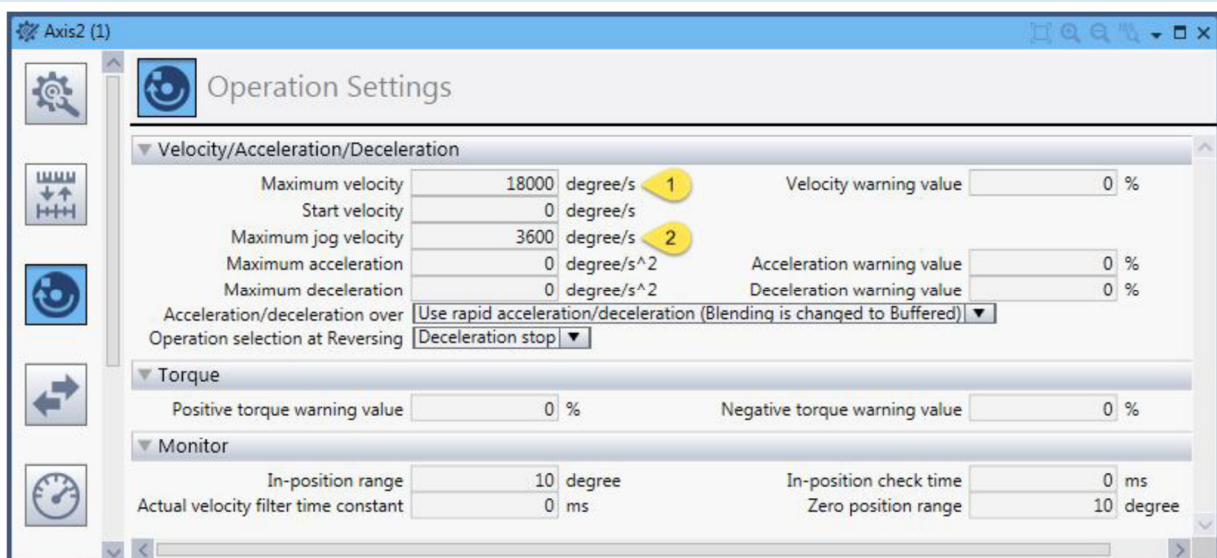 Axis2 (1)
Operation Settings
Velocity/Acceleration/Deceleration
Maximum velocity 18000 degree/s 1 Velocity warning value 0 %
Start velocity 0 degree/s
Maximum jog velocity 3600 degree/s 2
Maximum acceleration 0 degree/s^2 Acceleration warning value 0 %
Maximum deceleration 0 degree/s^2 Deceleration warning value 0 %
Acceleration/deceleration over Use rapid acceleration/deceleration (Blending is changed to Buffered)
Operation selection at Reversing Deceleration stop
Torque
Positive torque warning value 0 % Negative torque warning value 0 %
Monitor
In-position range 10 degree In-position check time 0 ms
Actual velocity filter time constant 0 ms Zero position range 10 degree